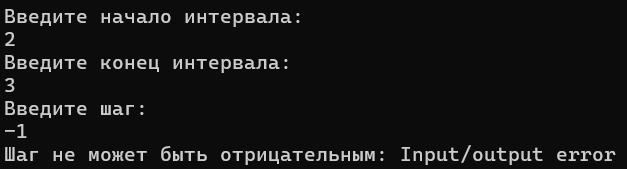 Введите начало интервала:
2
Введите конец интервала:
3
Введите шаг:
-1
Шаг не может быть отрицательным: Input/output error